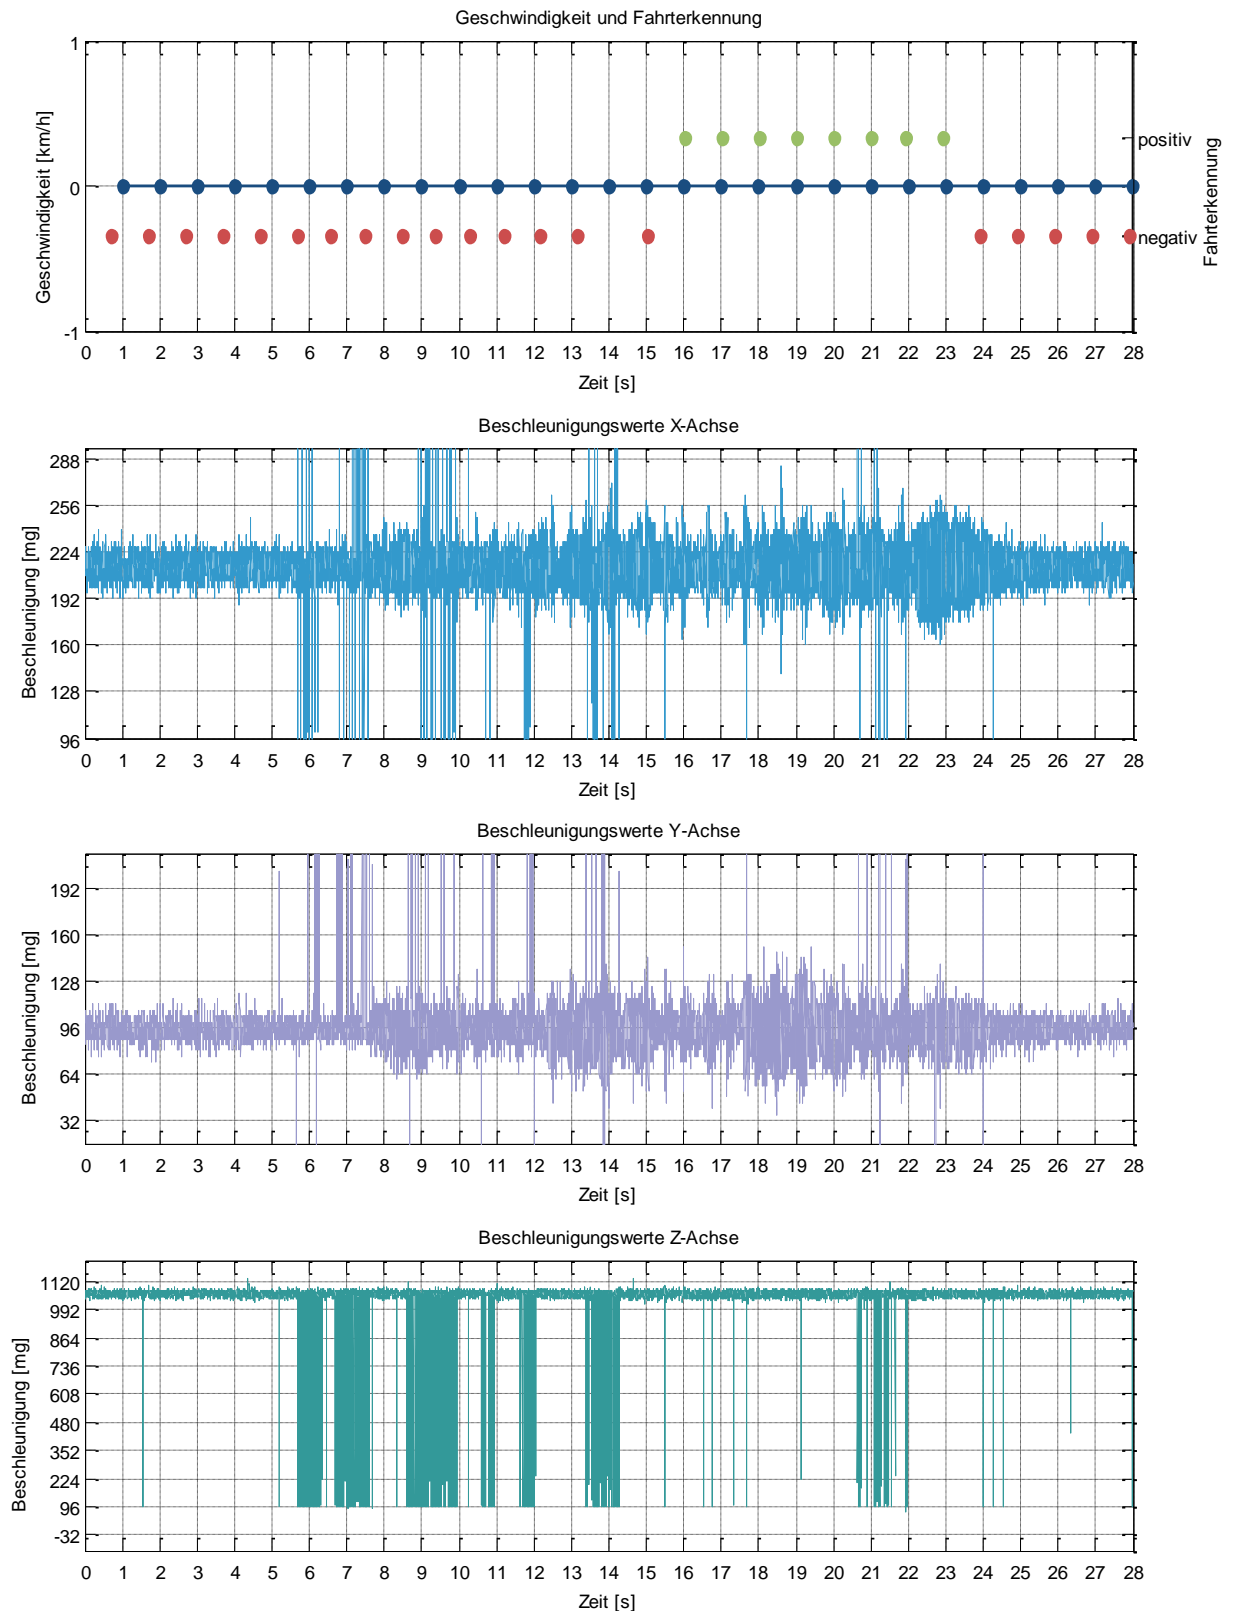 Geschwindigkeit und Fahrterkennung
Geschwindigkeit [km/h]
1
0
-1
positiv
negativ
Fahrterkennung
0 1 2 3 4 5 6 7 8 9 10 11 12 13 14 15 16 17 18 19 20 21 22 23 24 25 26 27 28
Zeit [s]
Beschleunigungswerte X-Achse
Beschleunigung [mg]
288
256
224
192
160
128
96
0 1 2 3 4 5 6 7 8 9 10 11 12 13 14 15 16 17 18 19 20 21 22 23 24 25 26 27 28
Zeit [s]
Beschleunigungswerte Y-Achse
Beschleunigung [mg]
192
160
128
96
64
32
0 1 2 3 4 5 6 7 8 9 10 11 12 13 14 15 16 17 18 19 20 21 22 23 24 25 26 27 28
Zeit [s]
Beschleunigungswerte Z-Achse
Beschleunigung [mg]
1120
992
864
736
608
480
352
224
96
-32
0 1 2 3 4 5 6 7 8 9 10 11 12 13 14 15 16 17 18 19 20 21 22 23 24 25 26 27 28
Zeit [s]